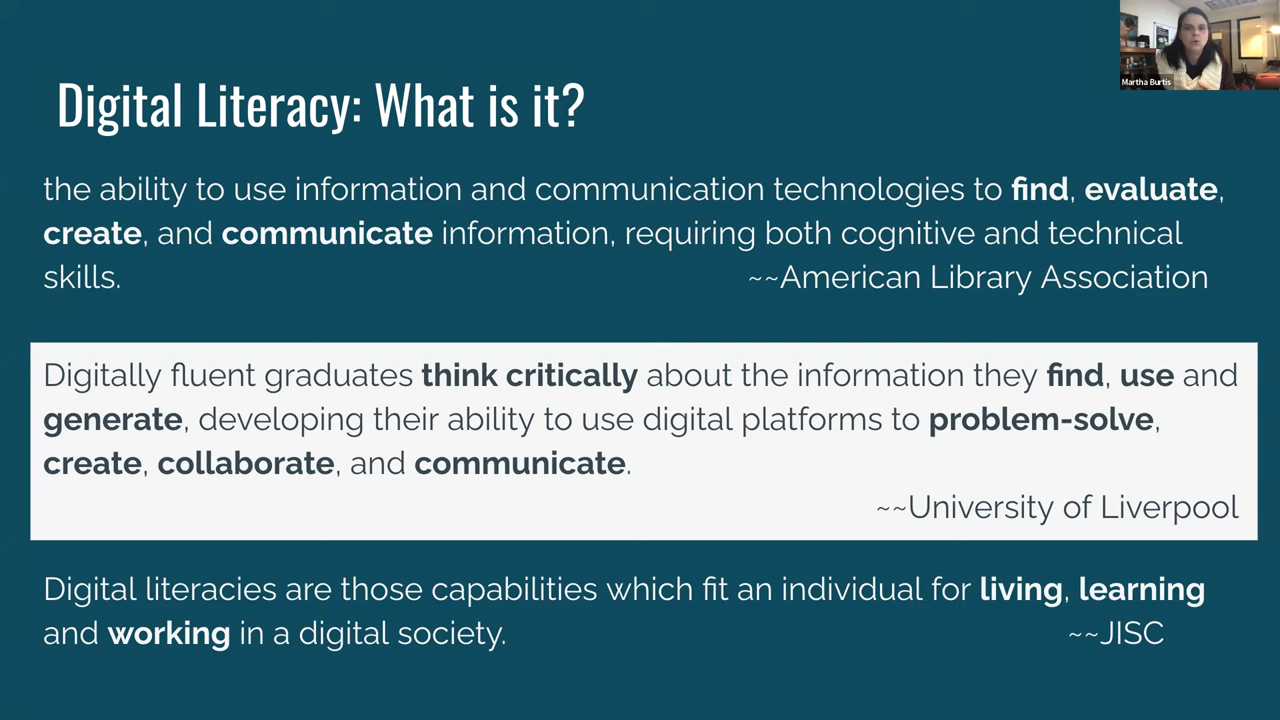 Martha Burtis
Digital Literacy: What is it?
the ability to use information and communication technologies to find, evaluate,
create, and communicate information, requiring both cognitive and technical
skills. ~~American Library Association
Digitally fluent graduates think critically about the information they find, use and
generate, developing their ability to use digital platforms to problem-solve,
create, collaborate, and communicate.
~~University of Liverpool
Digital literacies are those capabilities which fit an individual for living, learning
and working in a digital society. ~~JISC